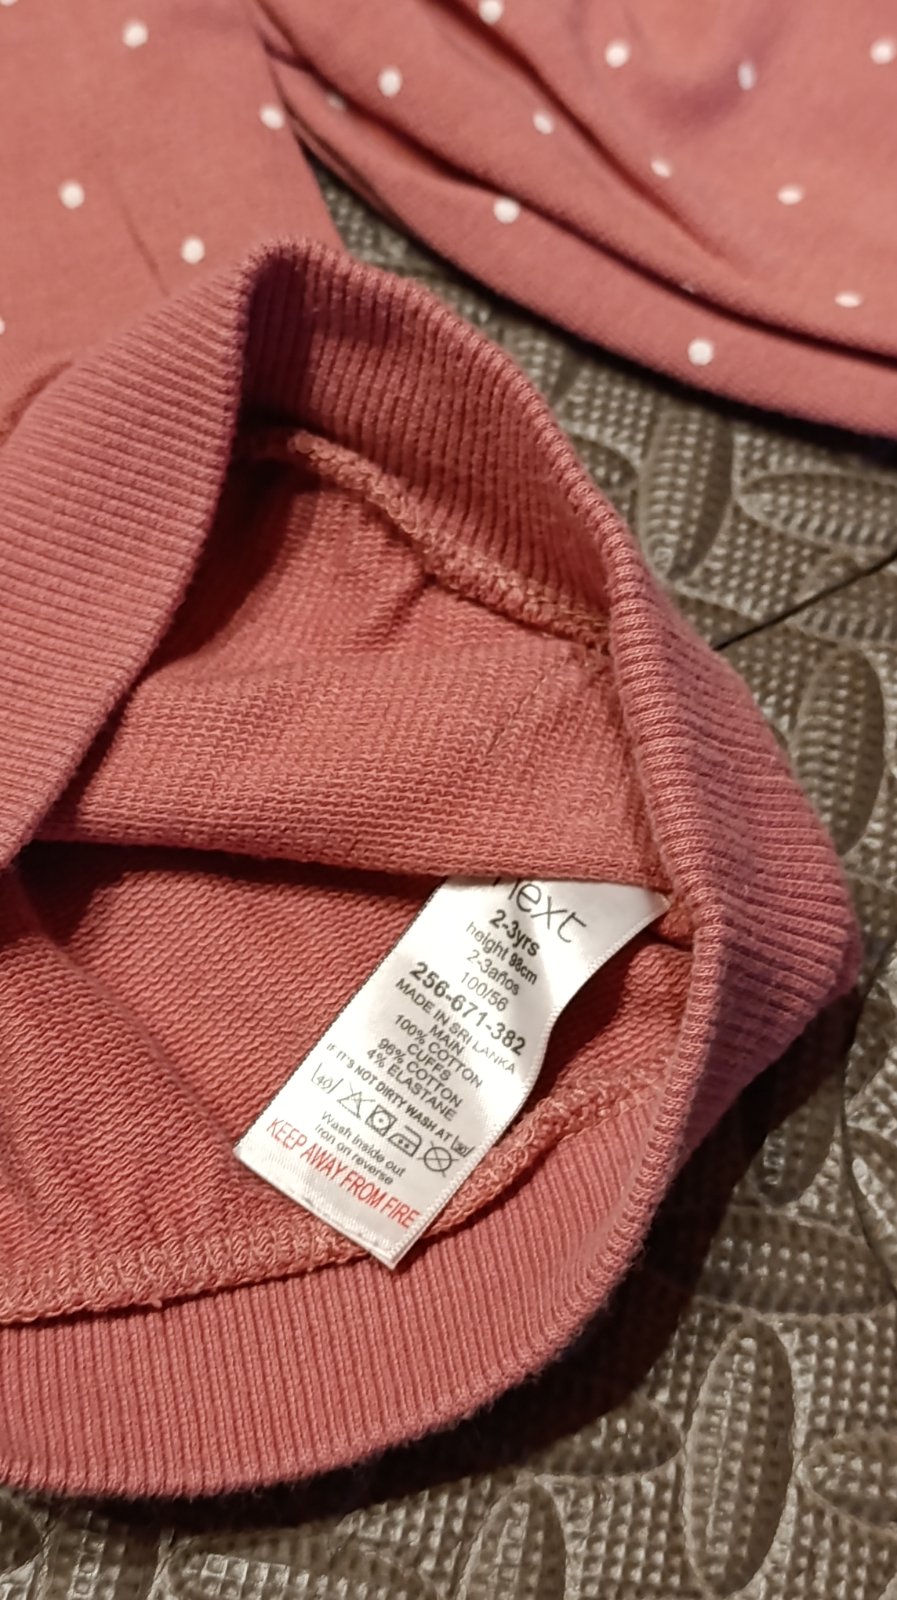 next
2-3yrs
height 98cm
2-3años
100/56
256-671-382
MADE IN SRI LANKA
MAIN
100% COTTON
CUFFS
96% COTTON
4% ELASTANE
IF IT'S NOT DIRTY WASH AT 30
40
Wash inside out
Iron on reverse
KEEP AWAY FROM FIRE